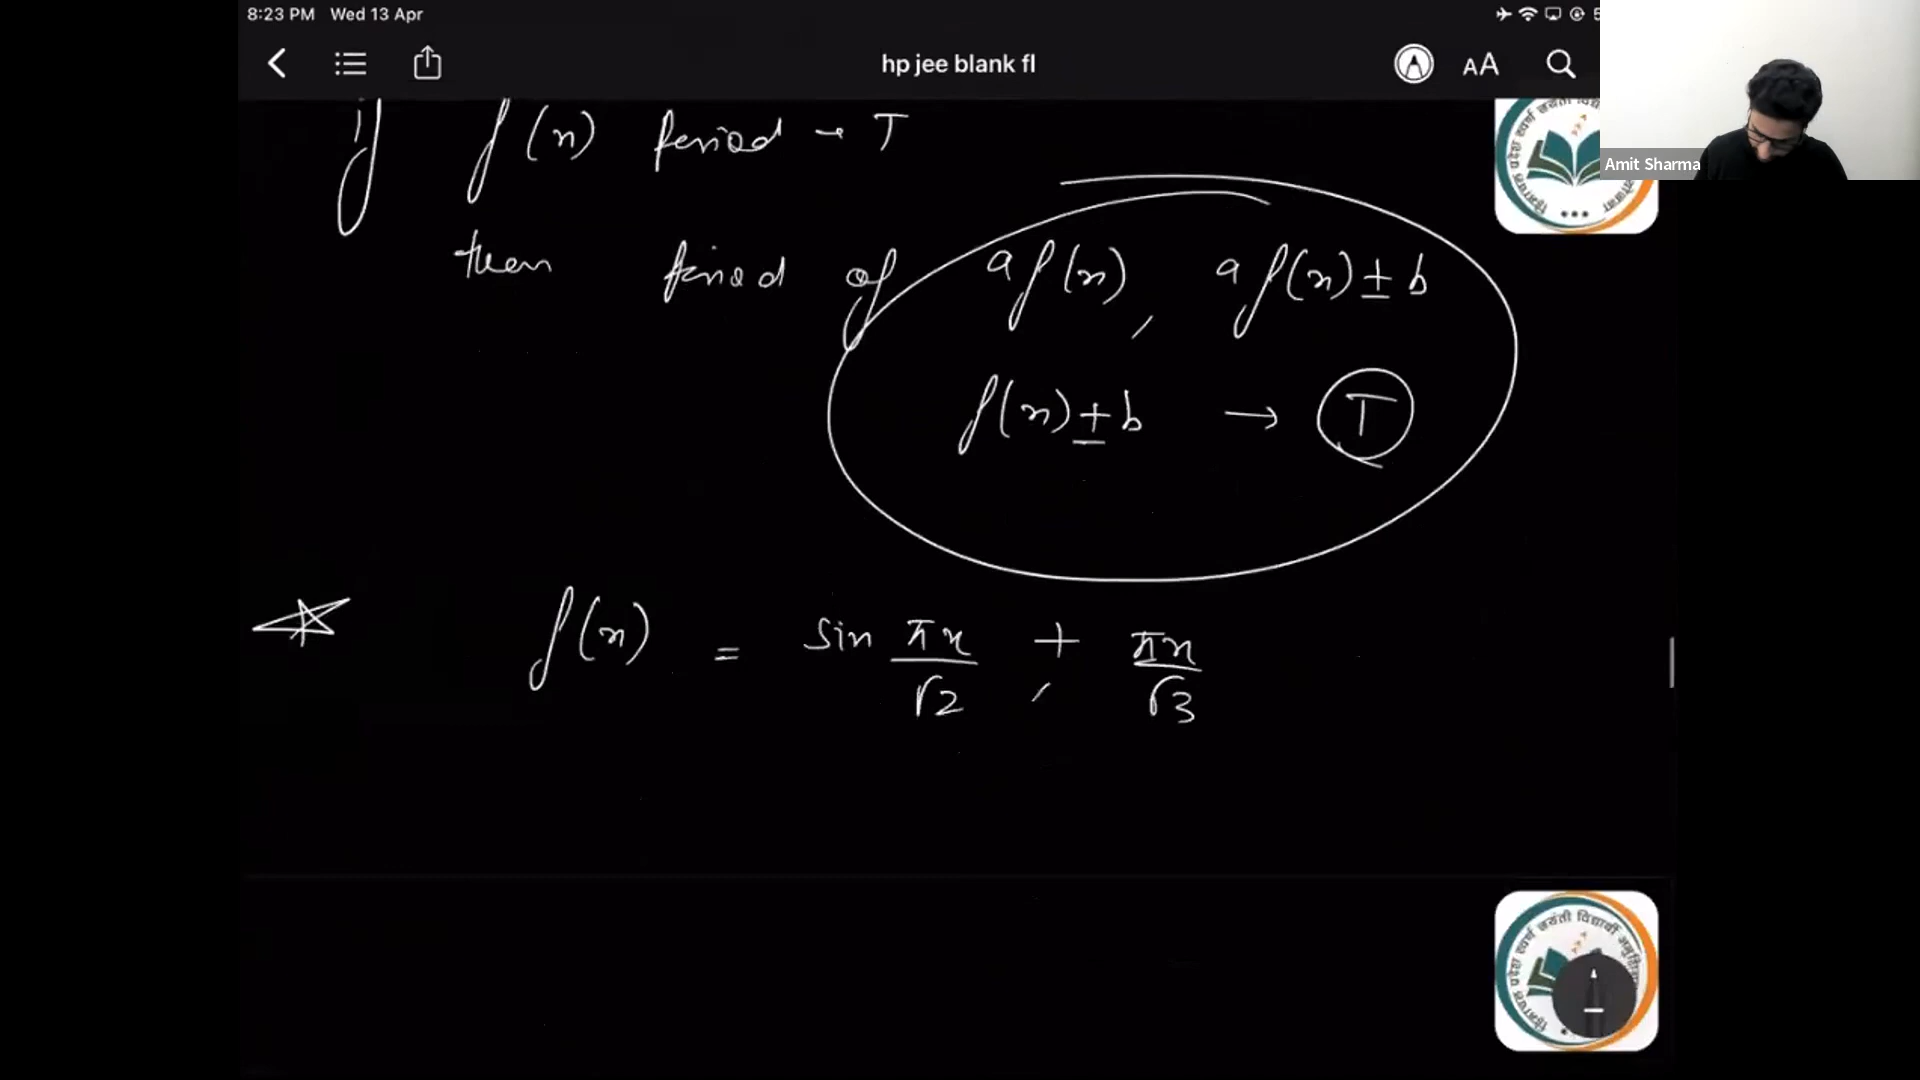 8:23 PM Wed 13 Apr
hp jee blank fl
AA
Amit Sharma
if f(x) period → T
then period of af(x), af(x) ± b
f(x) ± b → T
f(x) = sin πx/√2 + πx/√3